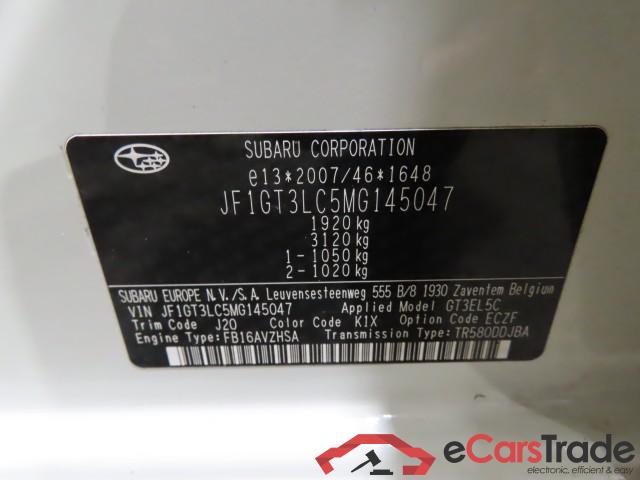 SUBARU CORPORATION
e13*2007/46*1648
JF1GT3LC5MG145047
1920 kg
3120 kg
1 - 1050 kg
2 - 1020 kg
SUBARU EUROPE N.V./S.A. Leuvensesteenweg 555 B/8 1930 Zaventem Belgium
VIN JF1GT3LC5MG145047 Applied Model GT3EL5C
Trim Code J20 Color Code K1X Option Code ECZF
Engine Type:FB16AVZHSA Transmission Type:TR580DDJBA
eCarsTrade
electronic, efficient & easy